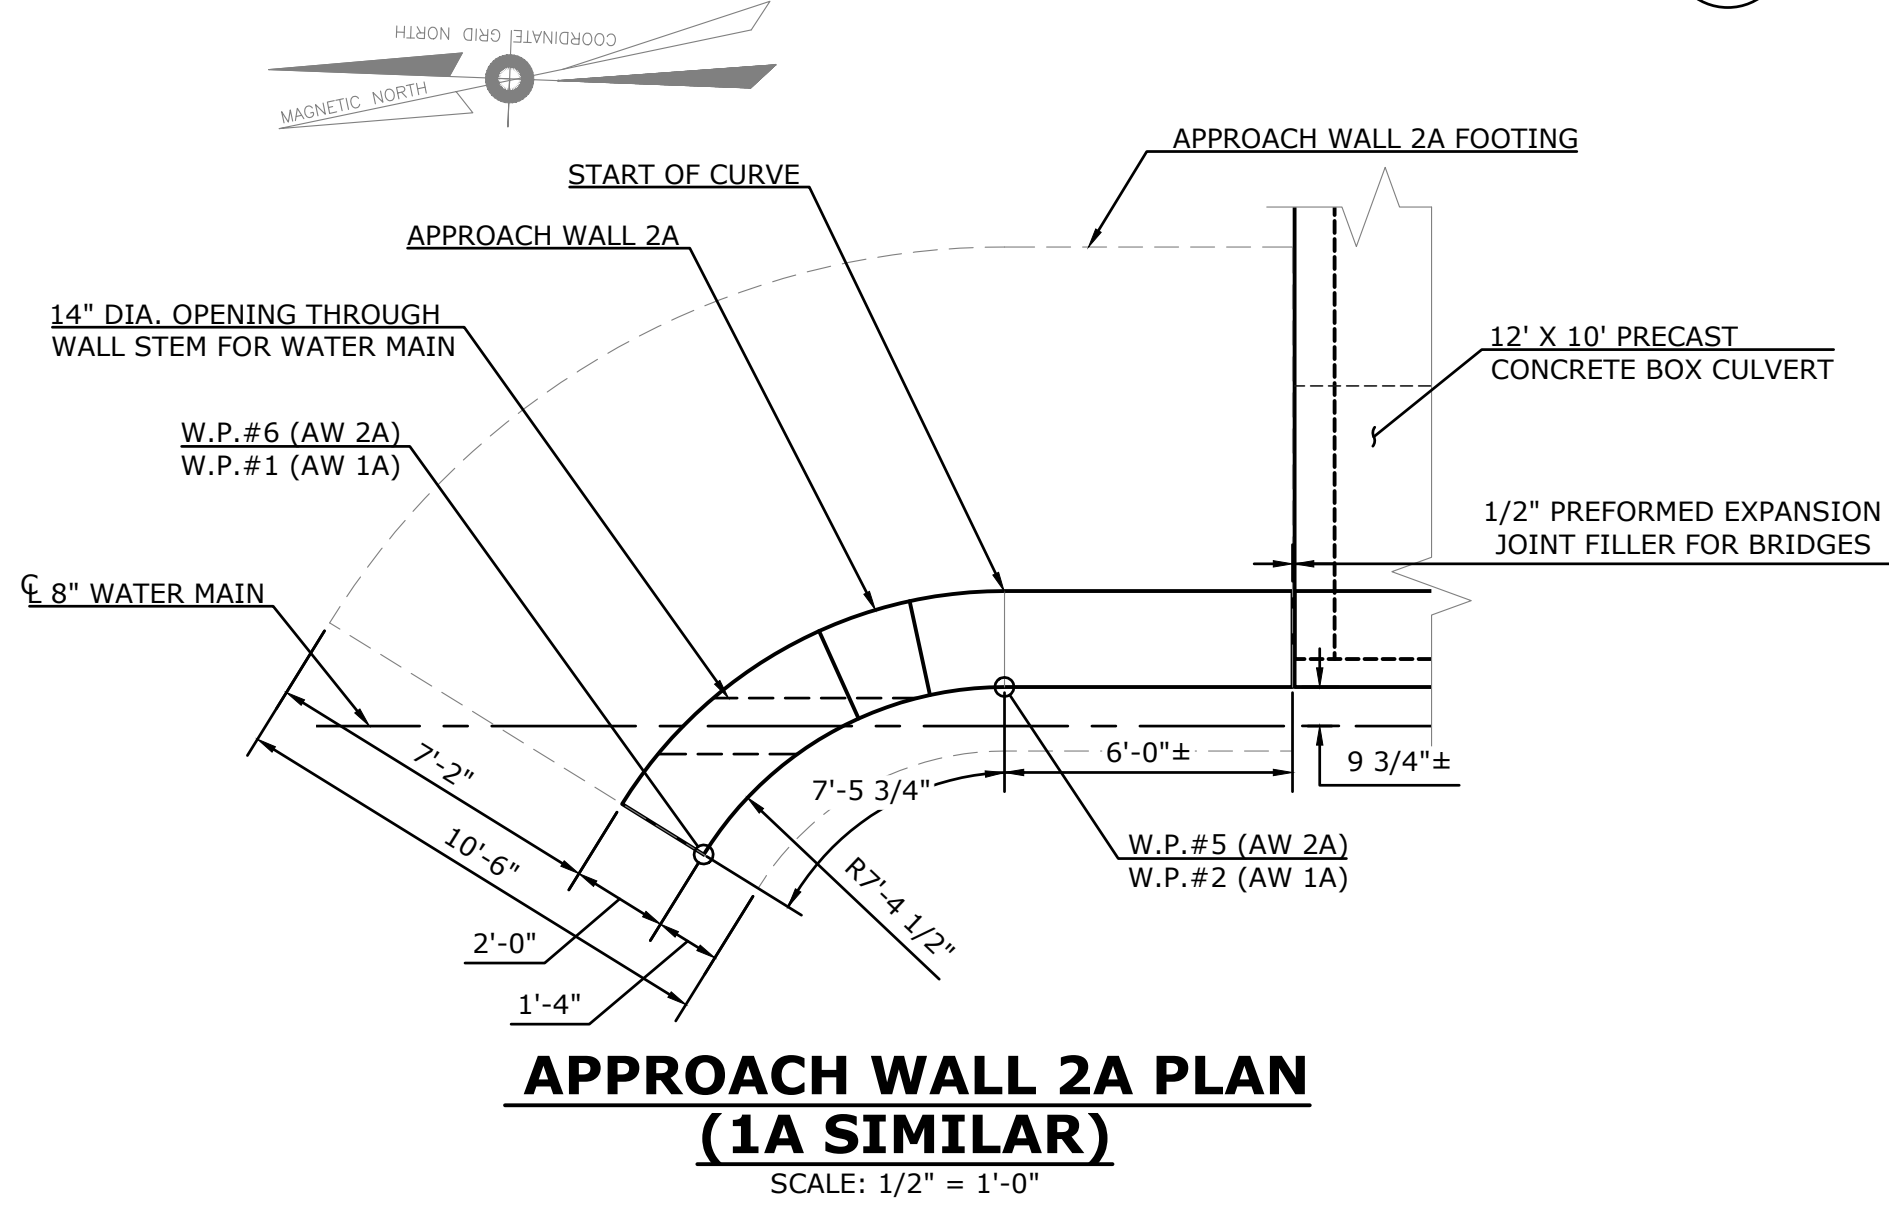 COORDINATE GRID NORTH
MAGNETIC NORTH
APPROACH WALL 2A FOOTING
START OF CURVE
APPROACH WALL 2A
14" DIA. OPENING THROUGH
WALL STEM FOR WATER MAIN
12' X 10' PRECAST
CONCRETE BOX CULVERT
W.P.#6 (AW 2A)
W.P.#1 (AW 1A)
1/2" PREFORMED EXPANSION
JOINT FILLER FOR BRIDGES
℄ 8" WATER MAIN
7'-2"
10'-6"
2'-0"
1'-4"
7'-5 3/4"
6'-0"±
9 3/4"±
R7'-4 1/2"
W.P.#5 (AW 2A)
W.P.#2 (AW 1A)
APPROACH WALL 2A PLAN
(1A SIMILAR)
SCALE: 1/2" = 1'-0"